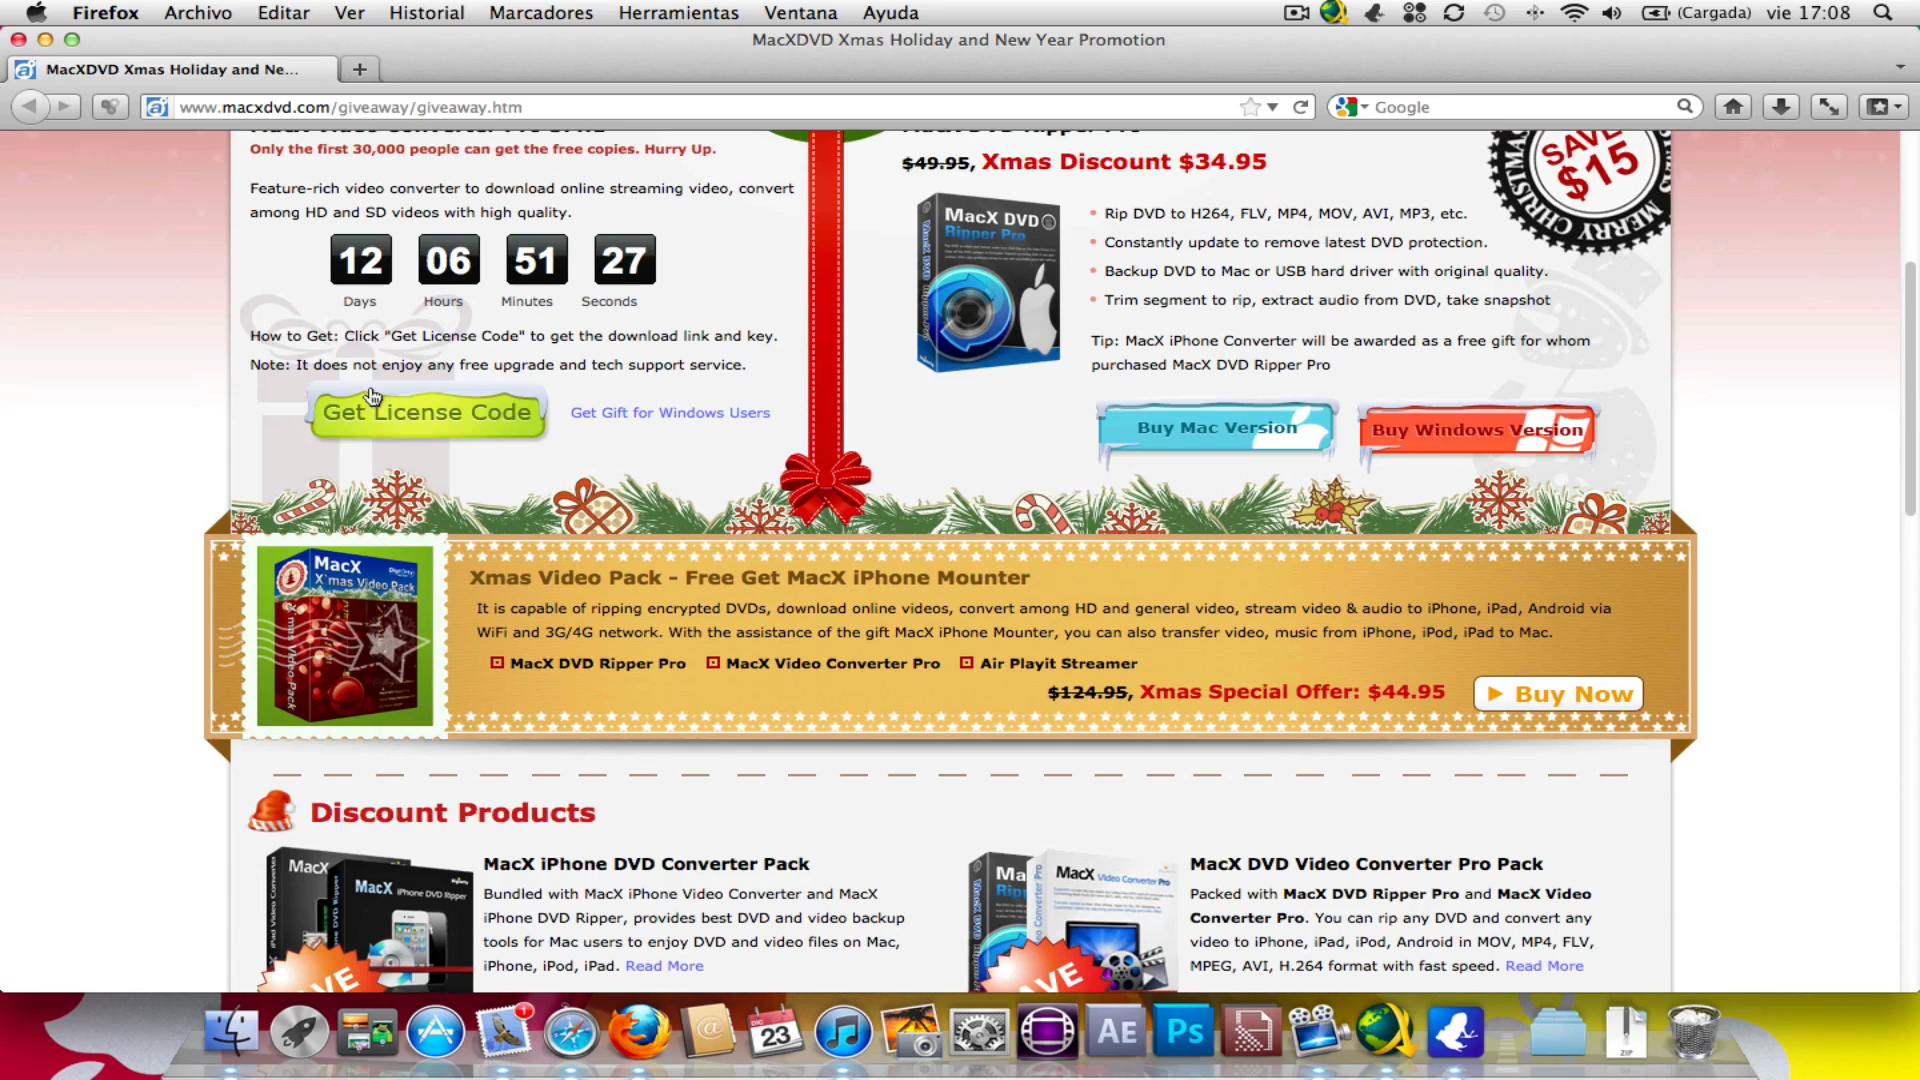 Firefox Archivo Editar Ver Historial Marcadores Herramientas Ventana Ayuda (Cargada) vie 17:08
MacXDVD Xmas Holiday and New Year Promotion
MacXDVD Xmas Holiday and Ne...
www.macxdvd.com/giveaway/giveaway.htm Google
Only the first 30,000 people can get the free copies. Hurry Up.
Feature-rich video converter to download online streaming video, convert
among HD and SD videos with high quality.
12 06 51 27
Days Hours Minutes Seconds
How to Get: Click "Get License Code" to get the download link and key.
Note: It does not enjoy any free upgrade and tech support service.
Get License Code Get Gift for Windows Users
MacX DVD Ripper Pro
$49.95, Xmas Discount $34.95
SAVE
$15
MERRY CHRISTMAS
MacX DVD
Ripper Pro
Rip DVD to H264, FLV, MP4, MOV, AVI, MP3, etc.
Constantly update to remove latest DVD protection.
Backup DVD to Mac or USB hard driver with original quality.
Trim segment to rip, extract audio from DVD, take snapshot
Tip: MacX iPhone Converter will be awarded as a free gift for whom
purchased MacX DVD Ripper Pro
Buy Mac Version Buy Windows Version
MacX
X'mas Video Pack
X'mas Video Pack
Xmas Video Pack - Free Get MacX iPhone Mounter
It is capable of ripping encrypted DVDs, download online videos, convert among HD and general video, stream video & audio to iPhone, iPad, Android via
WiFi and 3G/4G network. With the assistance of the gift MacX iPhone Mounter, you can also transfer video, music from iPhone, iPod, iPad to Mac.
MacX DVD Ripper Pro MacX Video Converter Pro Air Playit Streamer
$124.95, Xmas Special Offer: $44.95 Buy Now
Discount Products
MacX
MacX iPhone DVD Ripper
MacX iPhone DVD Converter Pack
Bundled with MacX iPhone Video Converter and MacX
iPhone DVD Ripper, provides best DVD and video backup
tools for Mac users to enjoy DVD and video files on Mac,
iPhone, iPod, iPad. Read More
MacX Video Converter Pro
MacX DVD Video Converter Pro Pack
Packed with MacX DVD Ripper Pro and MacX Video
Converter Pro. You can rip any DVD and convert any
video to iPhone, iPad, iPod, Android in MOV, MP4, FLV,
MPEG, AVI, H.264 format with fast speed. Read More
1 DIC 23 AE Ps ZIP